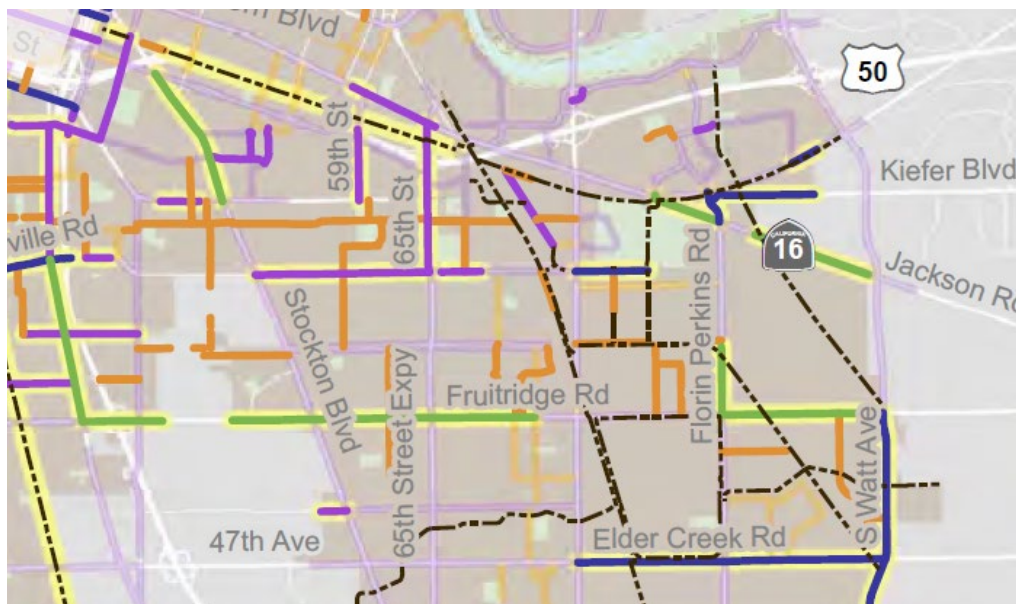 Blvd
St
50
59th St
Kiefer Blvd
65th St
ville Rd
Florin Perkins Rd
CALIFORNIA
16
Jackson Rd
Stockton Blvd
65th Street Expy
Fruitridge Rd
S Watt Ave
47th Ave
Elder Creek Rd